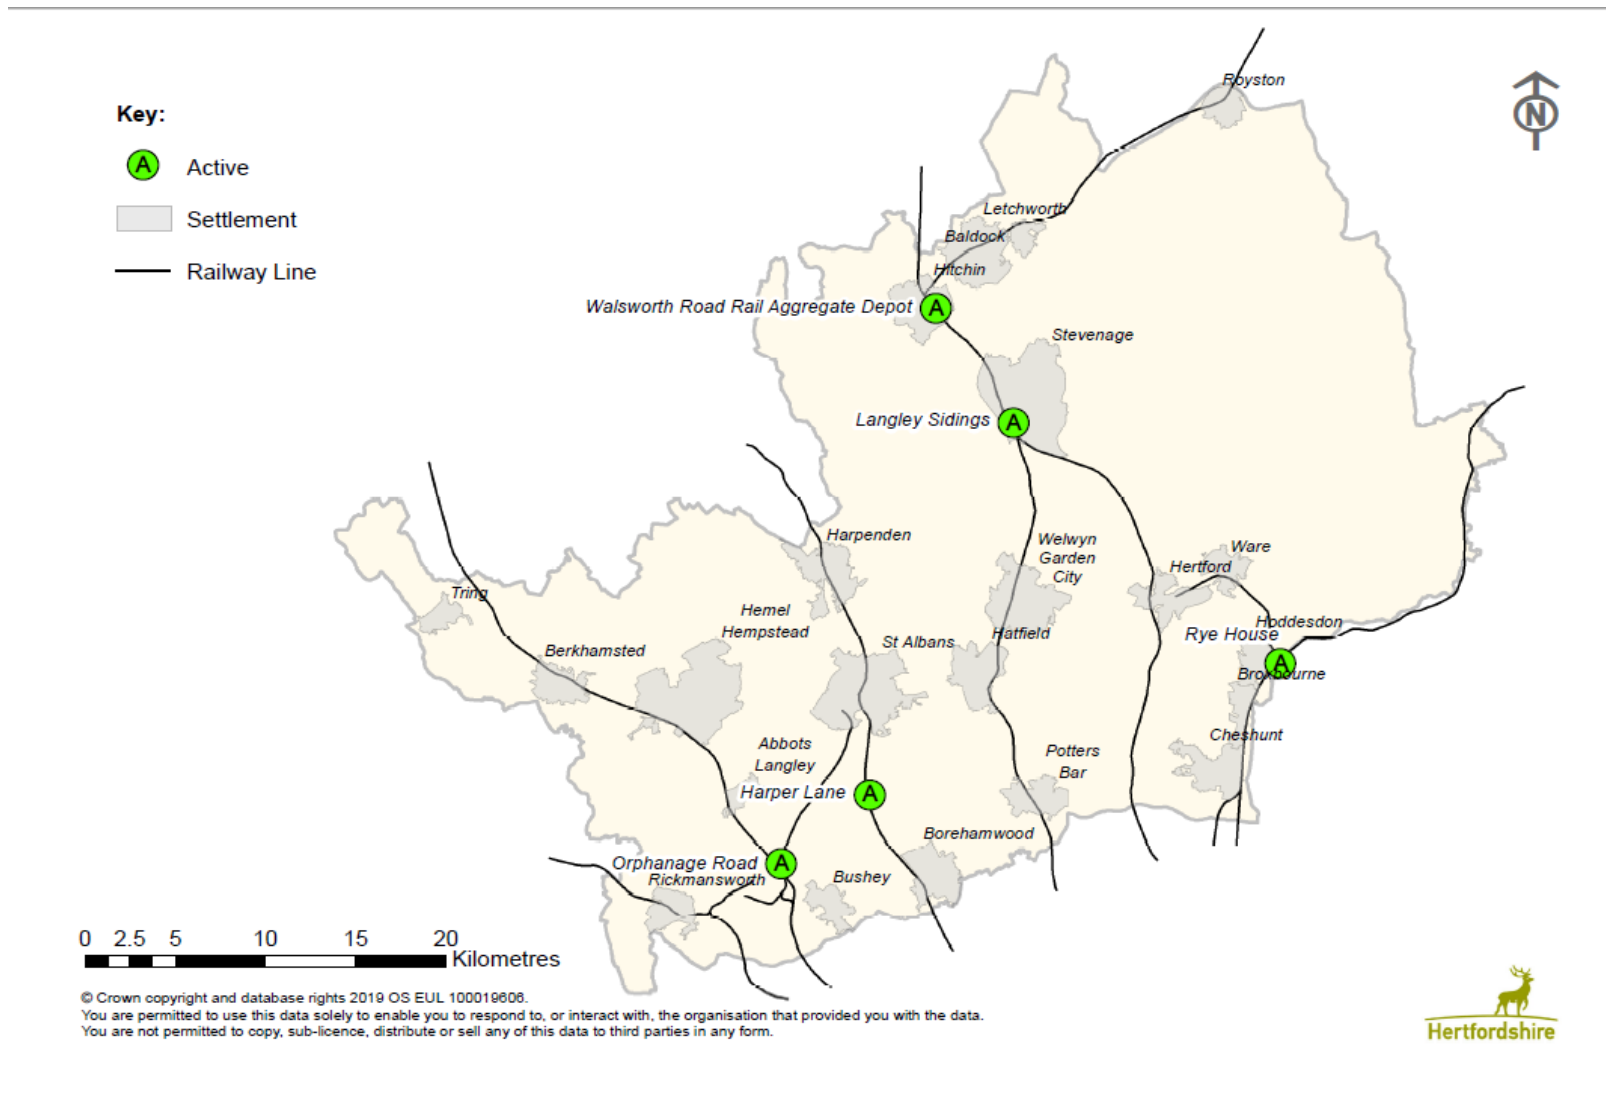 Key:
A Active
Settlement
Railway Line
N
Royston
Letchworth
Baldock
Hitchin
Walsworth Road Rail Aggregate Depot A
Stevenage
Langley Sidings A
Harpenden
Welwyn
Garden
City
Ware
Hertford
Tring
Hemel
Hempstead
Hoddesdon
Rye House
A
St Albans
Hatfield
Berkhamsted
Broxbourne
Cheshunt
Abbots
Langley
Potters
Bar
Harper Lane A
Borehamwood
Orphanage Road A
Rickmansworth
Bushey
0 2.5 5 10 15 20
Kilometres
© Crown copyright and database rights 2019 OS EUL 100019606.
You are permitted to use this data solely to enable you to respond to, or interact with, the organisation that provided you with the data.
You are not permitted to copy, sub-licence, distribute or sell any of this data to third parties in any form.
Hertfordshire